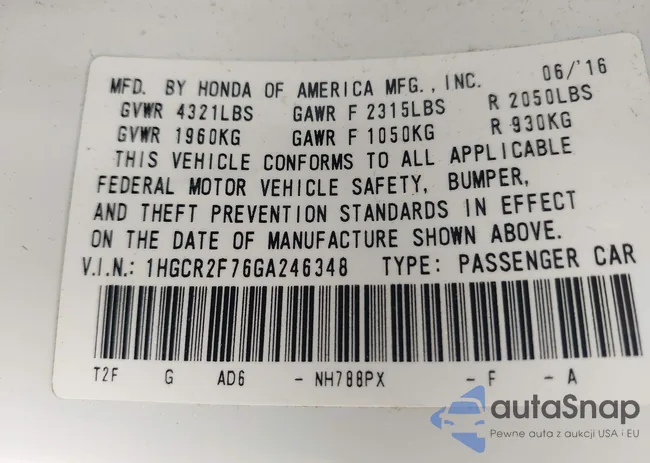 MFD. BY HONDA OF AMERICA MFG., INC. 06/'16
GVWR 4321LBS GAWR F 2315LBS R 2050LBS
GVWR 1960KG GAWR F 1050KG R 930KG
THIS VEHICLE CONFORMS TO ALL APPLICABLE
FEDERAL MOTOR VEHICLE SAFETY, BUMPER,
AND THEFT PREVENTION STANDARDS IN EFFECT
ON THE DATE OF MANUFACTURE SHOWN ABOVE.
V.I.N.: 1HGCR2F76GA246348 TYPE: PASSENGER CAR
T2F G AD6 - NH788PX - F - A
autaSnap
Pewne auta z aukcji USA i EU